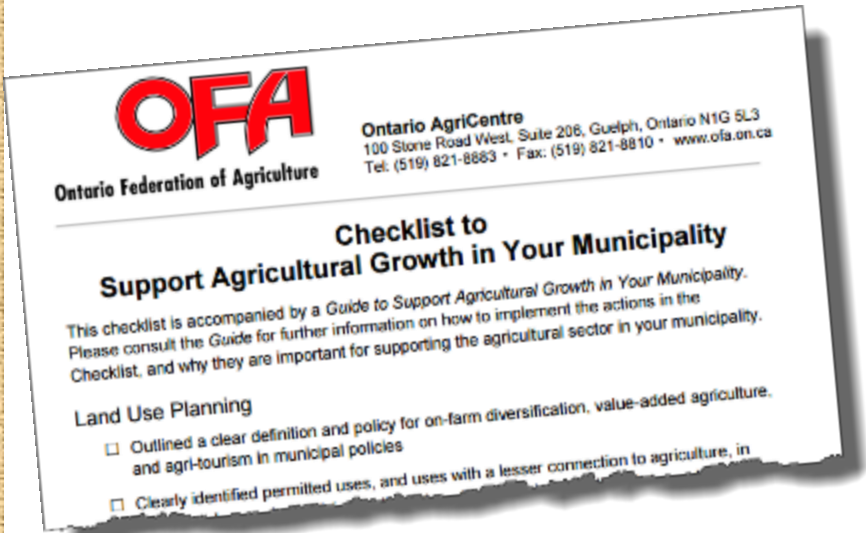 OFA
Ontario Federation of Agriculture
Ontario AgriCentre
100 Stone Road West, Suite 206, Guelph, Ontario N1G 5L3
Tel: (519) 821-8883 • Fax: (519) 821-8810 • www.ofa.on.ca
Checklist to
Support Agricultural Growth in Your Municipality
This checklist is accompanied by a Guide to Support Agricultural Growth in Your Municipality.
Please consult the Guide for further information on how to implement the actions in the
Checklist, and why they are important for supporting the agricultural sector in your municipality.
Land Use Planning
☐ Outlined a clear definition and policy for on-farm diversification, value-added agriculture,
and agri-tourism in municipal policies
☐ Clearly identified permitted uses, and uses with a lesser connection to agriculture, in